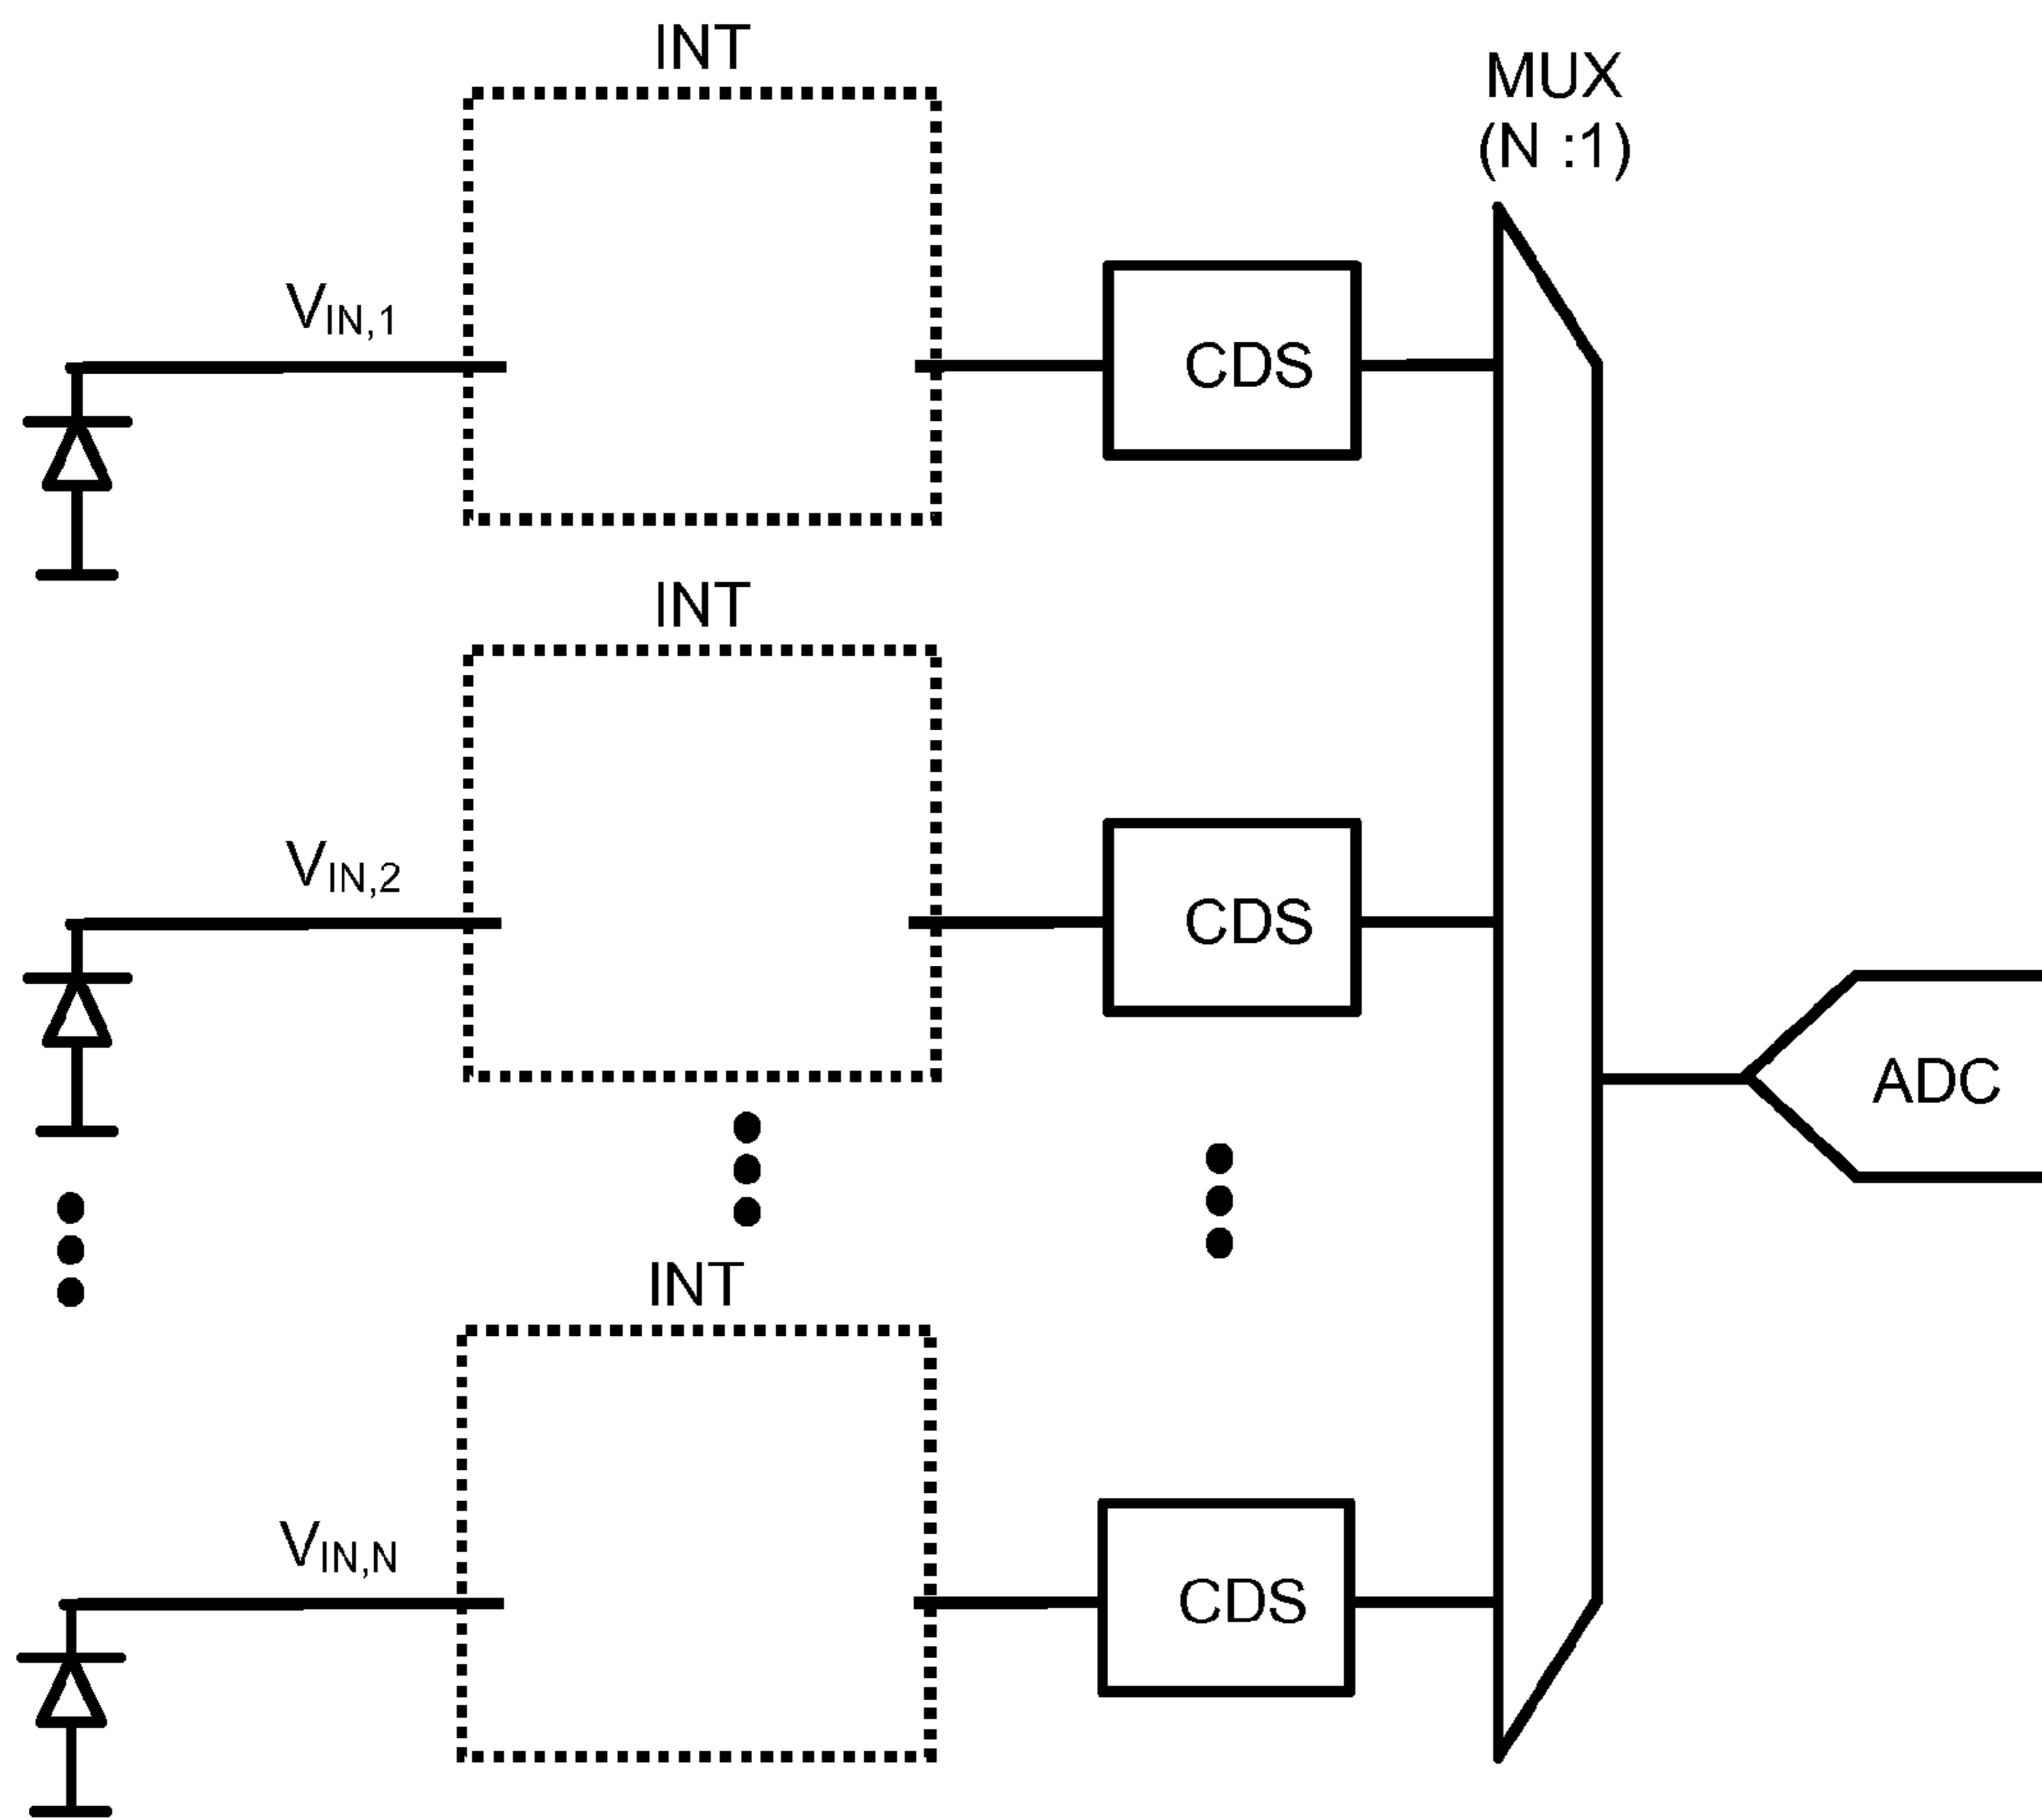 INT
MUX
(N :1)
VIN,1
CDS
INT
VIN,2
CDS
ADC
INT
VIN,N
CDS